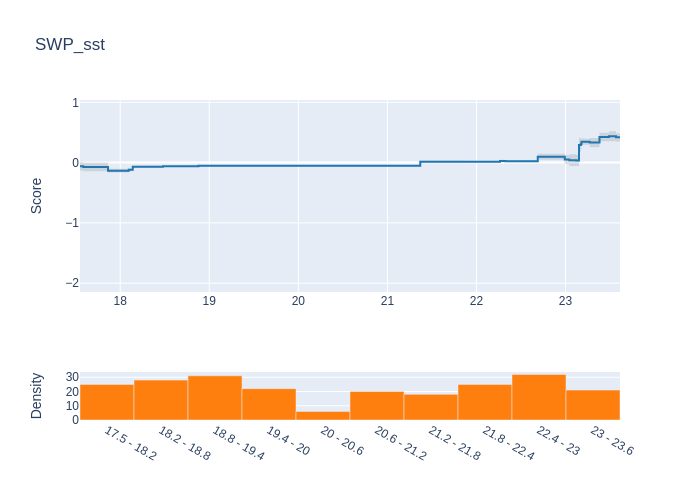 SWP_sst
Score
1
0
−1
−2
18 19 20 21 22 23
Density
30
20
10
0
17.5 - 18.2
18.2 - 18.8
18.8 - 19.4
19.4 - 20
20 - 20.6
20.6 - 21.2
21.2 - 21.8
21.8 - 22.4
22.4 - 23
23 - 23.6